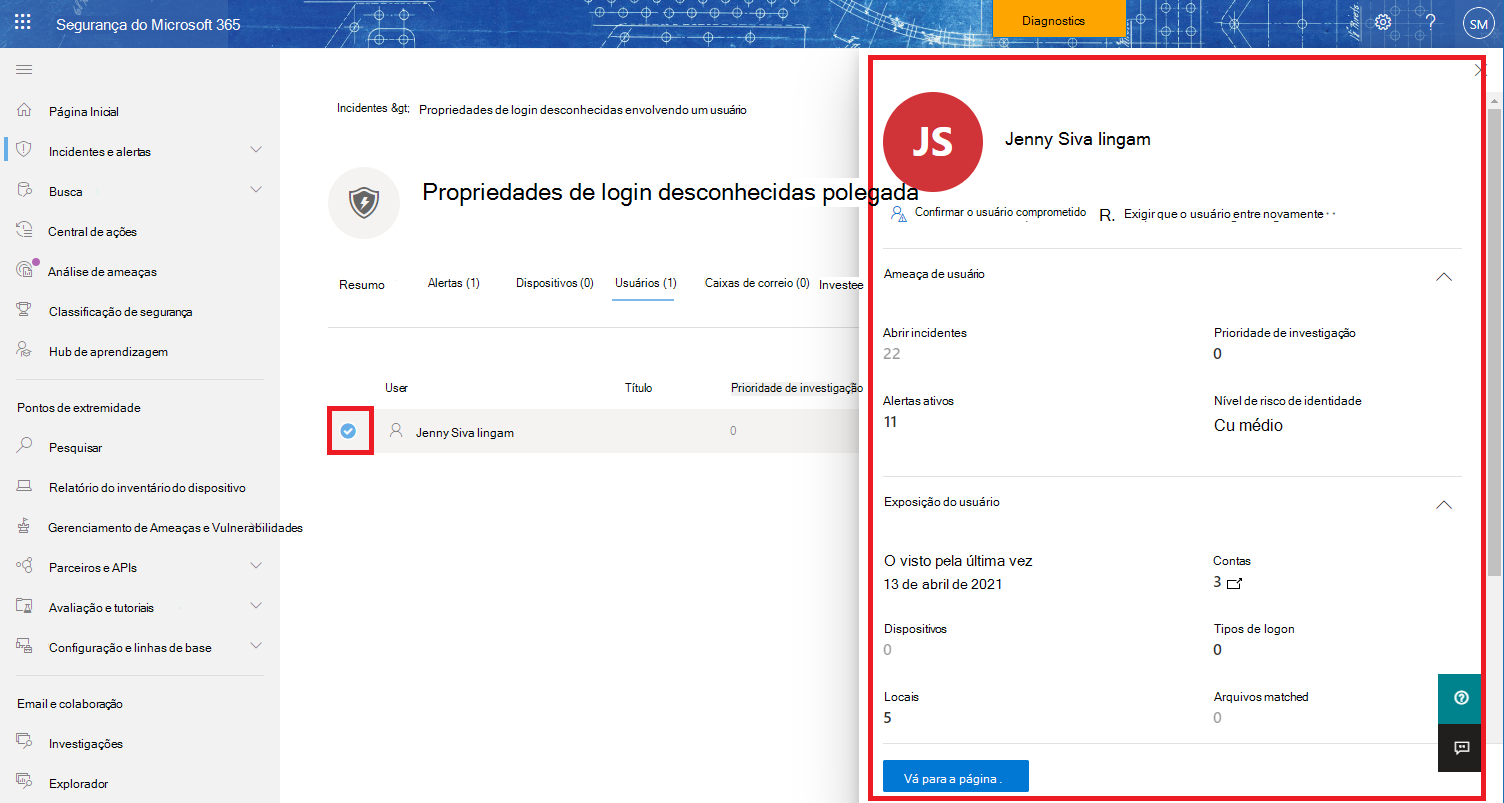 Segurança do Microsoft 365
Diagnostics
SM
Página Inicial
Incidentes e alertas
Busca
Central de ações
Análise de ameaças
Classificação de segurança
Hub de aprendizagem
Pontos de extremidade
Pesquisar
Relatório do inventário do dispositivo
Gerenciamento de Ameaças e Vulnerabilidades
Parceiros e APIs
Avaliação e tutoriais
Configuração e linhas de base
Email e colaboração
Investigações
Explorador
Incidentes &gt; Propriedades de login desconhecidas envolvendo um usuário
Propriedades de login desconhecidas polegada
Resumo Alertas (1) Dispositivos (0) Usuários (1) Caixas de correio (0) Investee
User Título Prioridade de investigação
Jenny Siva lingam 0
JS
Jenny Siva lingam
Confirmar o usuário comprometido R. Exigir que o usuário entre novamente
Ameaça de usuário
Abrir incidentes Prioridade de investigação
22 0
Alertas ativos Nível de risco de identidade
11 Cu médio
Exposição do usuário
O visto pela última vez Contas
13 de abril de 2021 3
Dispositivos Tipos de logon
0 0
Locais Arquivos matched
5 0
Vá para a página .